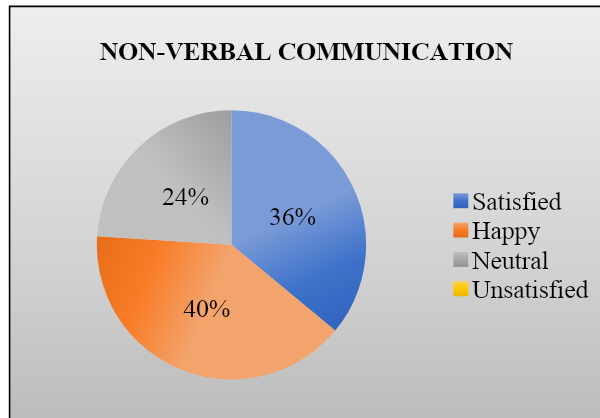 NON-VERBAL COMMUNICATION
24%
36%
40%
Satisfied
Happy
Neutral
Unsatisfied